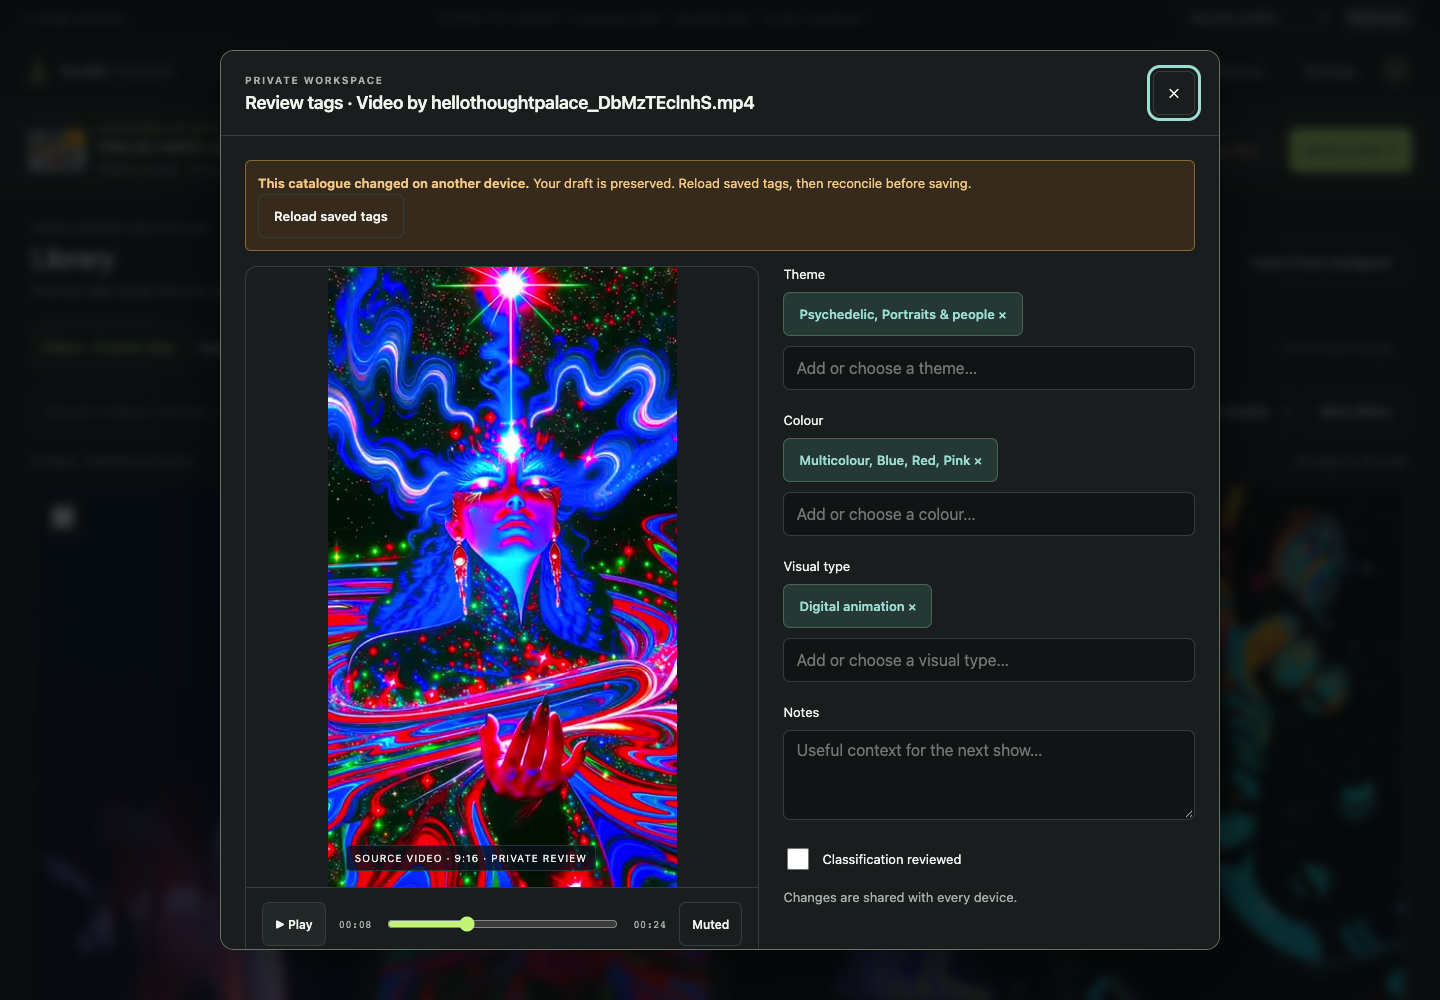 PRIVATE WORKSPACE
Review tags · Video by hellothoughtpalace_DbMzTEclnhS.mp4
×
This catalogue changed on another device. Your draft is preserved. Reload saved tags, then reconcile before saving.
Reload saved tags
Theme
Psychedelic, Portraits & people ×
Add or choose a theme...
Colour
Multicolour, Blue, Red, Pink ×
Add or choose a colour...
Visual type
Digital animation ×
Add or choose a visual type...
Notes
Useful context for the next show...
Classification reviewed
Changes are shared with every device.
SOURCE VIDEO · 9:16 · PRIVATE REVIEW
▶ Play
00:08
00:24
Muted
Library